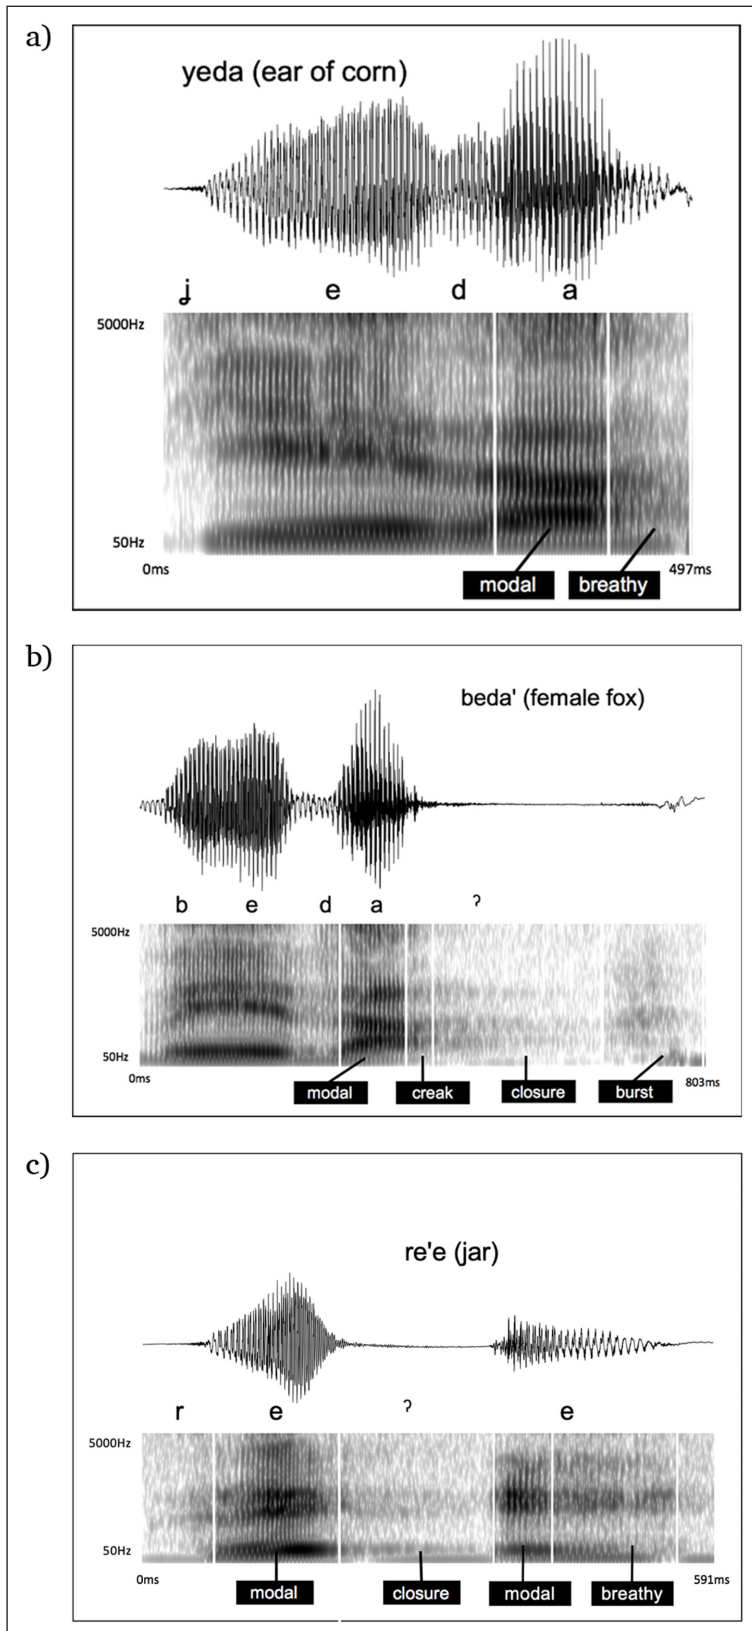 a)
yeda (ear of corn)
ʝ e d a
5000Hz
50Hz
0ms 497ms
modal breathy
b)
beda' (female fox)
b e d a ˀ
5000Hz
50Hz
0ms 803ms
modal creak closure burst
c)
re'e (jar)
r e ˀ e
5000Hz
50Hz
0ms 591ms
modal closure modal breathy